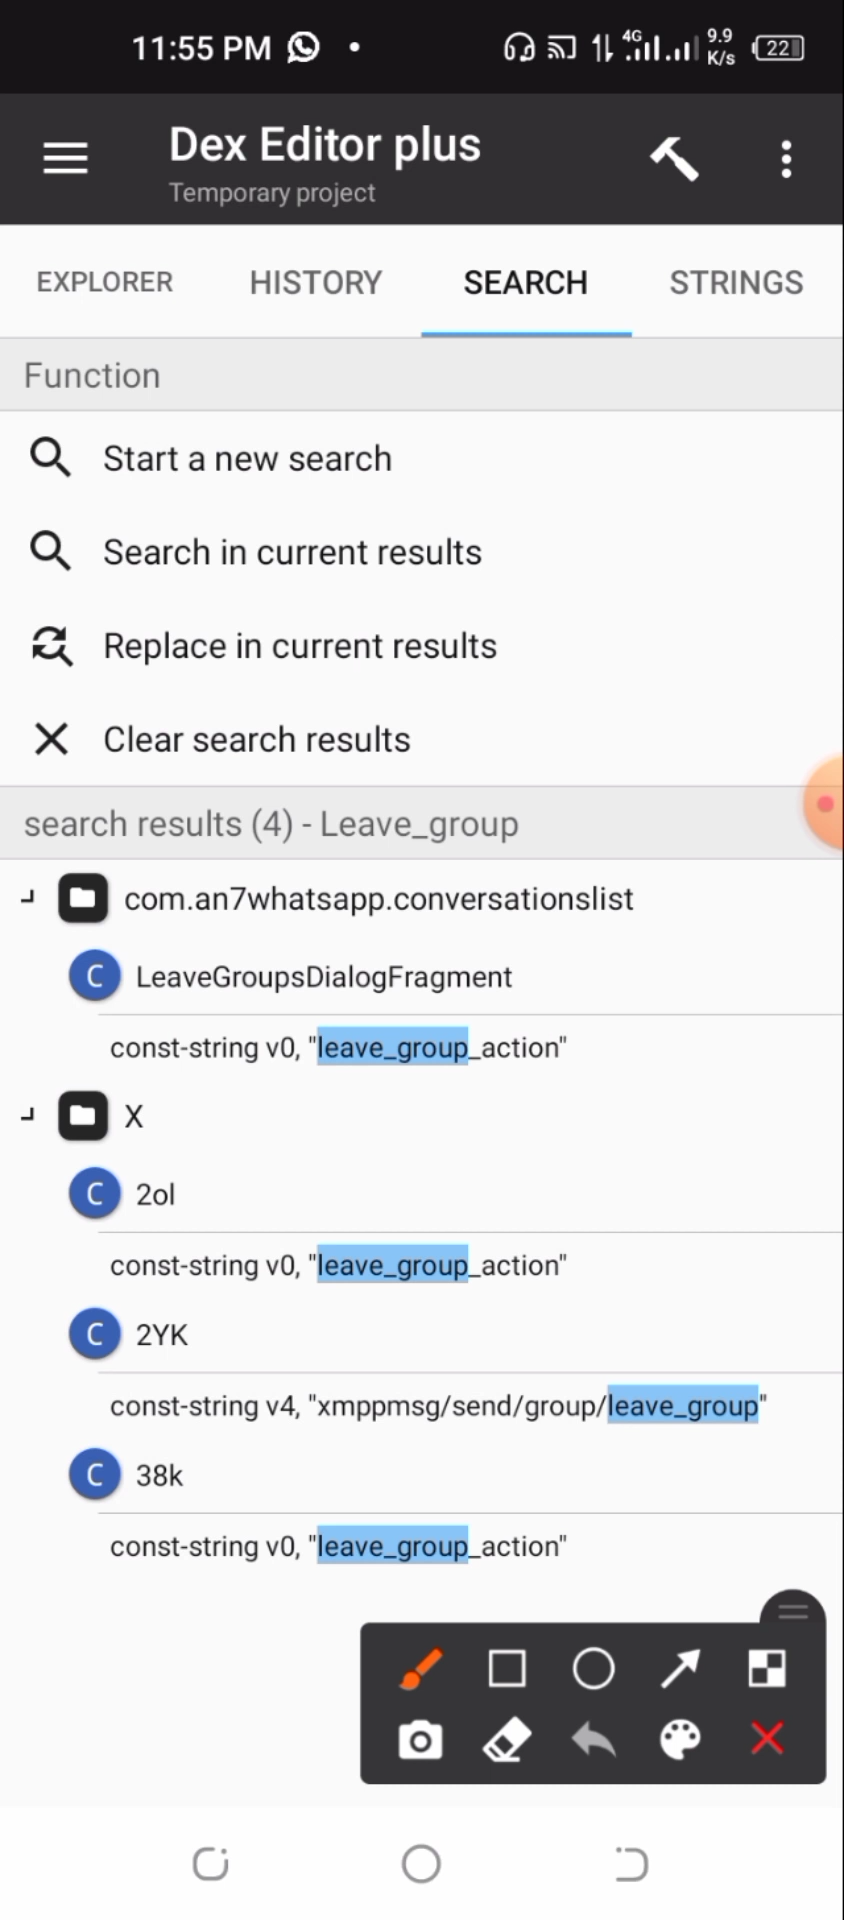 11:55 PM
4G
9.9
K/s
22
Dex Editor plus
Temporary project
EXPLORER HISTORY SEARCH STRINGS
Function
Start a new search
Search in current results
Replace in current results
Clear search results
search results (4) - Leave_group
com.an7whatsapp.conversationslist
C LeaveGroupsDialogFragment
const-string v0, "leave_group_action"
X
C 2ol
const-string v0, "leave_group_action"
C 2YK
const-string v4, "xmppmsg/send/group/leave_group"
C 38k
const-string v0, "leave_group_action"